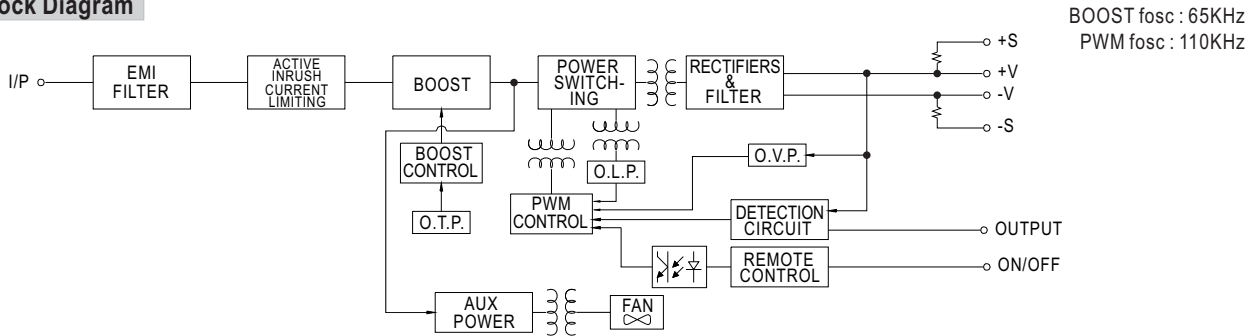 ock Diagram
BOOST fosc : 65KHz
PWM fosc : 110KHz
I/P
EMI
FILTER
ACTIVE
INRUSH
CURRENT
LIMITING
BOOST
POWER
SWITCH-
ING
RECTIFIERS
&
FILTER
+S
+V
-V
-S
BOOST
CONTROL
O.T.P.
O.L.P.
O.V.P.
PWM
CONTROL
DETECTION
CIRCUIT
OUTPUT
REMOTE
CONTROL
ON/OFF
AUX
POWER
FAN